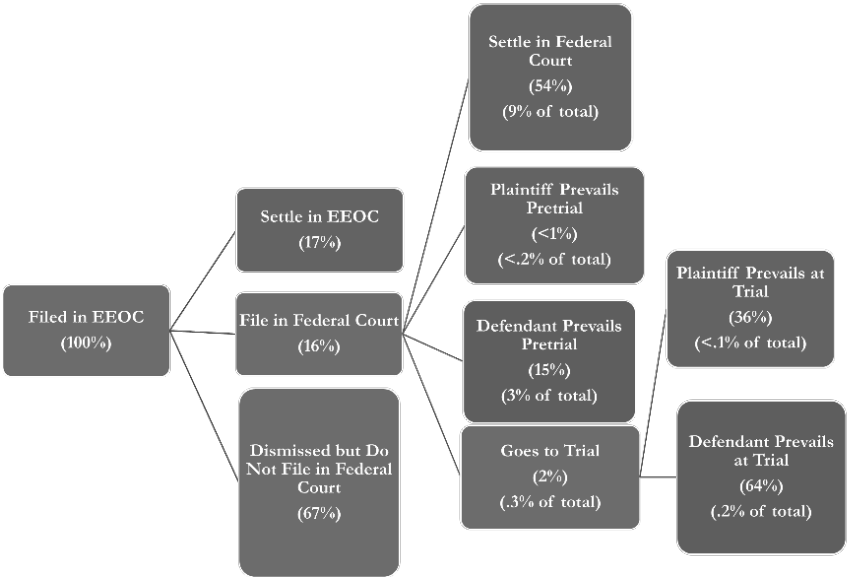 Filed in EEOC
(100%)
Settle in EEOC
(17%)
File in Federal Court
(16%)
Dismissed but Do
Not File in Federal
Court
(67%)
Settle in Federal
Court
(54%)
(9% of total)
Plaintiff Prevails
Pretrial
(<1%)
(<.2% of total)
Defendant Prevails
Pretrial
(15%)
(3% of total)
Goes to Trial
(2%)
(.3% of total)
Plaintiff Prevails at
Trial
(36%)
(<.1% of total)
Defendant Prevails
at Trial
(64%)
(.2% of total)